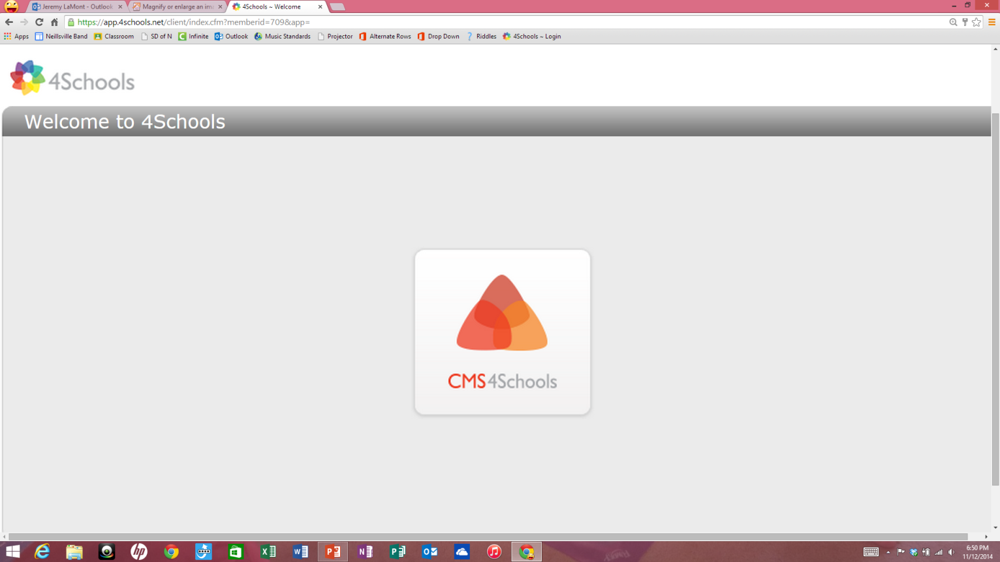 Jeremy LaMont - Outlook
Magnify or enlarge an im
4Schools ~ Welcome
https://app.4schools.net/client/index.cfm?memberid=709&app=
Apps Neillsville Band Classroom SD of N Infinite Outlook Music Standards Projector Alternate Rows Drop Down Riddles 4Schools ~ Login
4Schools
Welcome to 4Schools
CMS4Schools
6:50 PM
11/12/2014